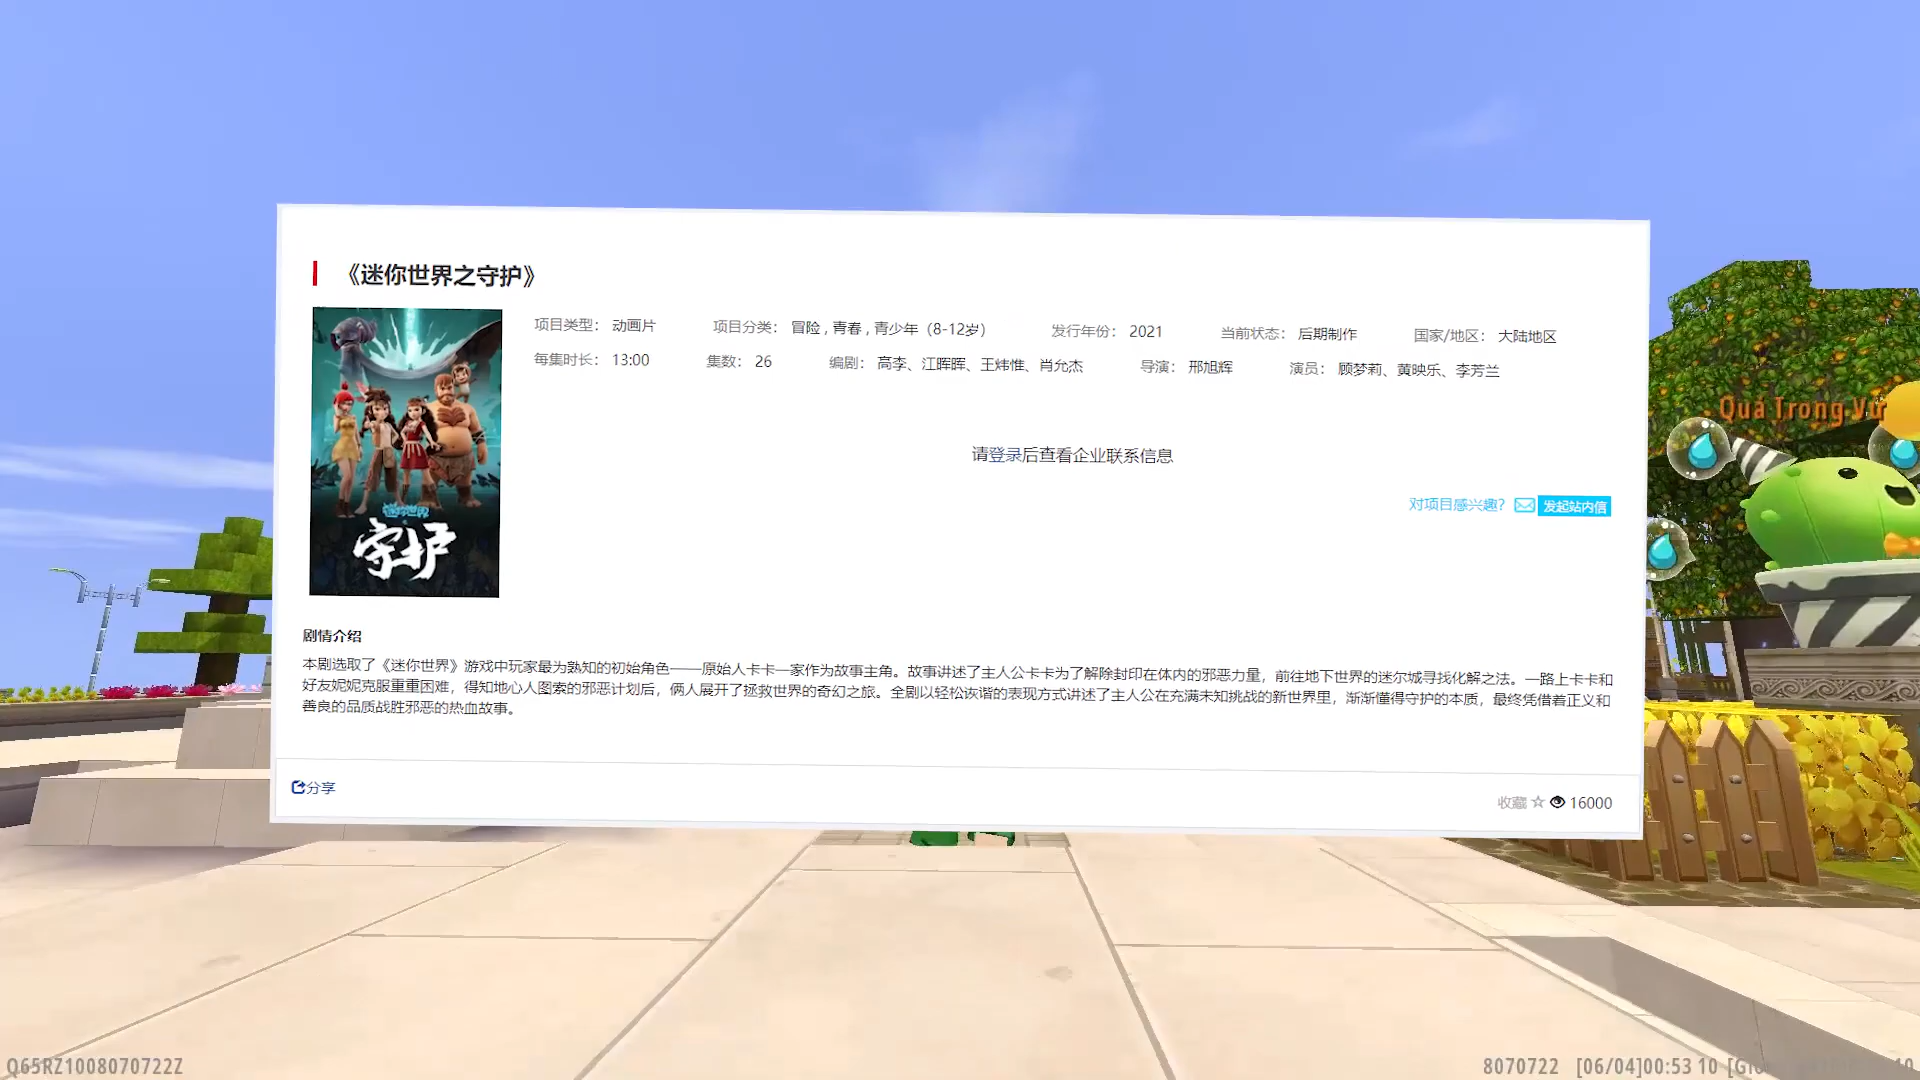 《迷你世界之守护》
项目类型： 动画片 项目分类： 冒险 , 青春 , 青少年（8-12岁） 发行年份： 2021 当前状态： 后期制作 国家/地区： 大陆地区
每集时长： 13:00 集数： 26 编剧： 高李、江晖晖、王炜惟、肖允杰 导演： 邢旭辉 演员： 顾梦莉、黄映乐、李芳兰
请登录后查看企业联系信息
对项目感兴趣？ 发起站内信
迷你世界
守护
剧情介绍
本剧选取了《迷你世界》游戏中玩家最为熟知的初始角色——原始人卡卡一家作为故事主角。故事讲述了主人公卡卡为了解除封印在体内的邪恶力量，前往地下世界的迷尔城寻找化解之法。一路上卡卡和
好友妮妮克服重重困难，得知地心人图索的邪恶计划后，俩人展开了拯救世界的奇幻之旅。全剧以轻松诙谐的表现方式讲述了主人公在充满未知挑战的新世界里，渐渐懂得守护的本质，最终凭借着正义和
善良的品质战胜邪恶的热血故事。
分享
收藏 16000
Quả Trong Vư
Q65RZ1008070722Z
8070722 [06/04]00:53 10